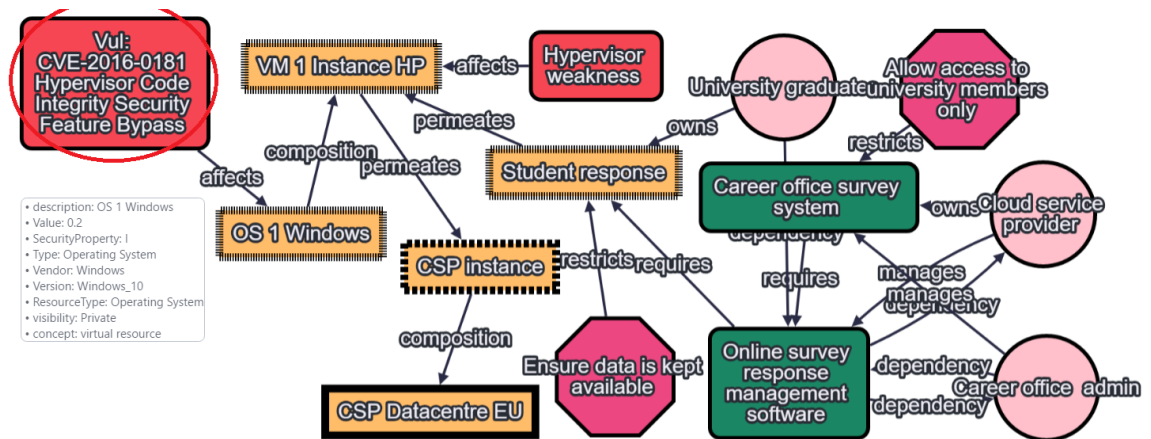 Vul:
CVE-2016-0181
Hypervisor Code
Integrity Security
Feature Bypass
VM 1 Instance HP
affects
Hypervisor
weakness
University graduate
Allow access to
university members
only
permeates
owns
composition
permeates
restricts
affects
Student response
Career office survey
system
Cloud service
provider
owns
• description: OS 1 Windows
• Value: 0.2
• SecurityProperty: I
• Type: Operating System
• Vendor: Windows
• Version: Windows_10
• ResourceType: Operating System
• visibility: Private
• concept: virtual resource
OS 1 Windows
dependency
CSP instance
restricts
requires
requires
manages
manages
dependency
composition
Ensure data is kept
available
Online survey
response
management
software
dependency
Career office admin
dependency
CSP Datacentre EU